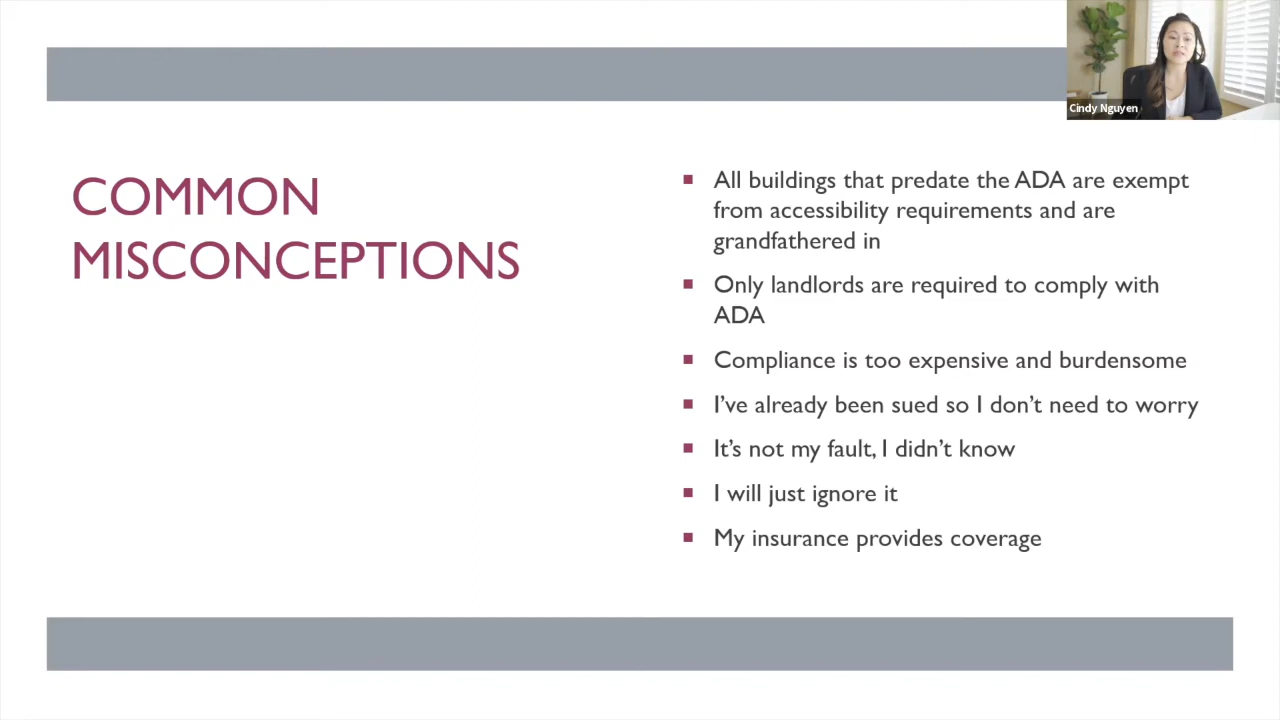 Cindy Nguyen
COMMON
MISCONCEPTIONS
▪ All buildings that predate the ADA are exempt
from accessibility requirements and are
grandfathered in
▪ Only landlords are required to comply with
ADA
▪ Compliance is too expensive and burdensome
▪ I’ve already been sued so I don’t need to worry
▪ It’s not my fault, I didn’t know
▪ I will just ignore it
▪ My insurance provides coverage